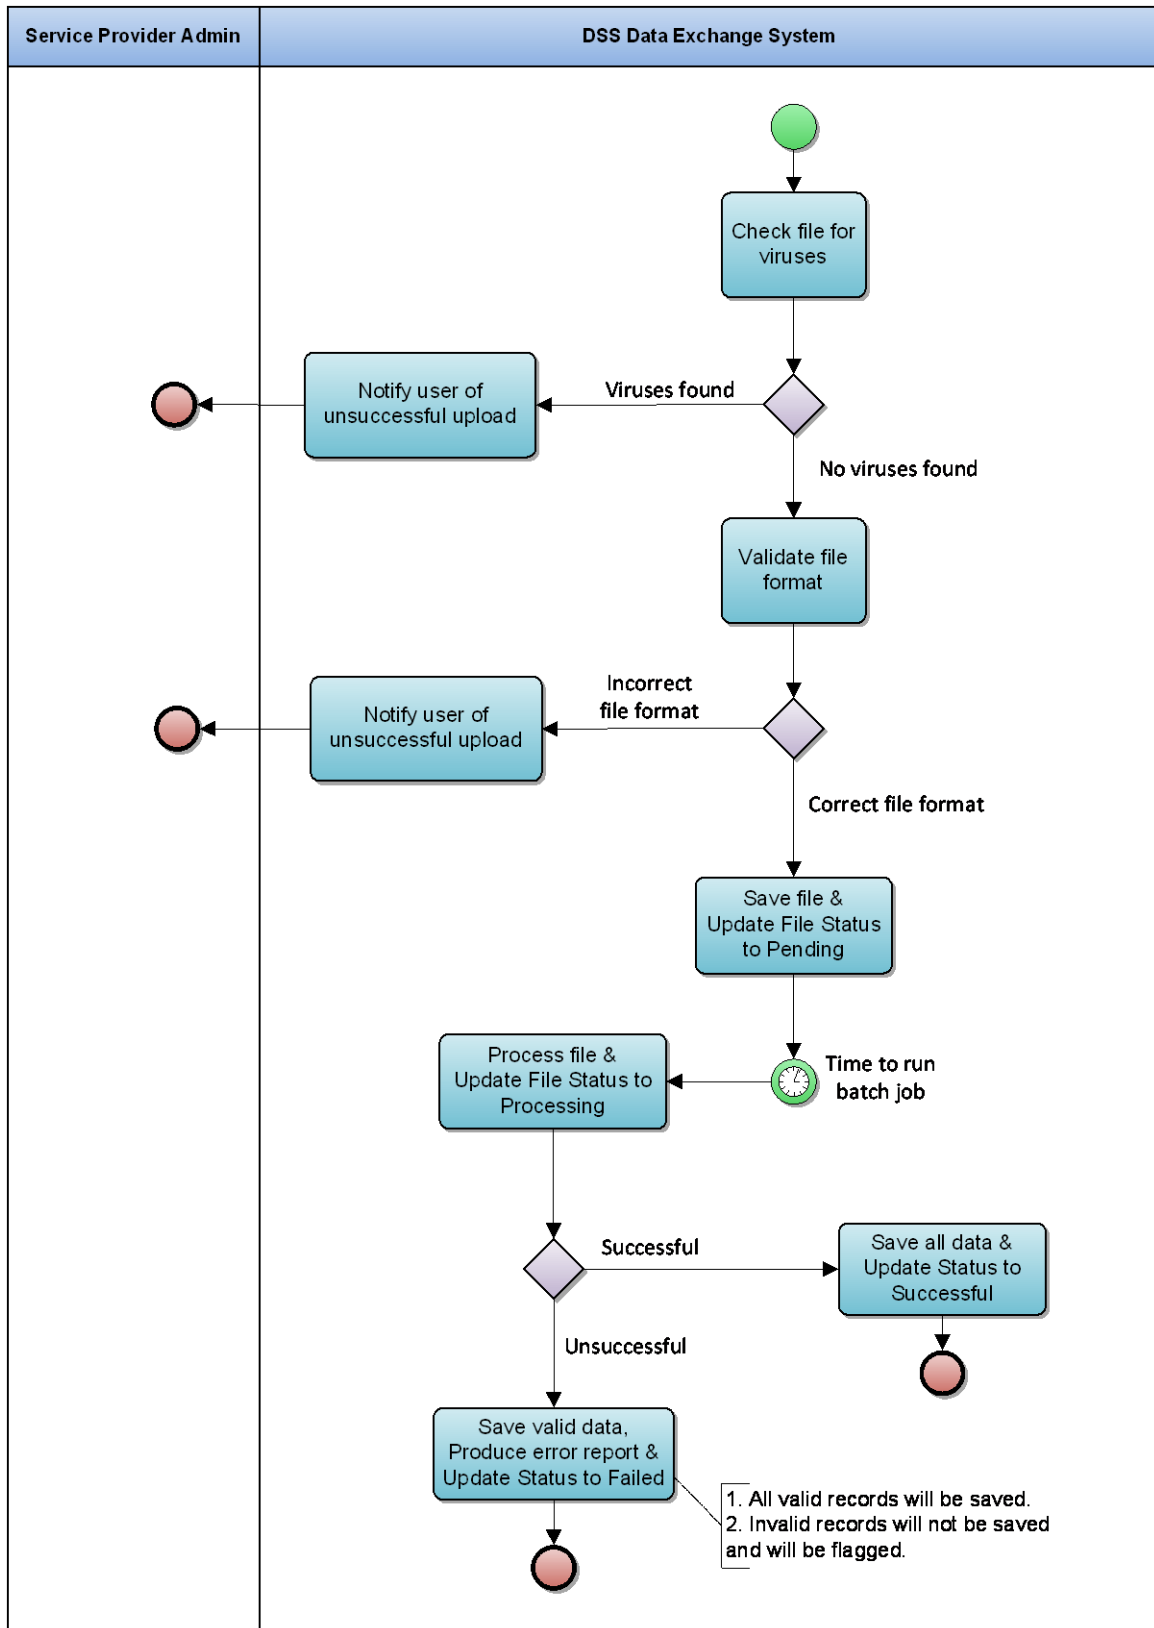 Service Provider Admin
DSS Data Exchange System
Check file for
viruses
Notify user of
unsuccessful upload
Viruses found
No viruses found
Validate file
format
Notify user of
unsuccessful upload
Incorrect
file format
Correct file format
Save file &
Update File Status
to Pending
Process file &
Update File Status to
Processing
Time to run
batch job
Successful
Save all data &
Update Status to
Successful
Unsuccessful
Save valid data,
Produce error report &
Update Status to Failed
1. All valid records will be saved.
2. Invalid records will not be saved
and will be flagged.